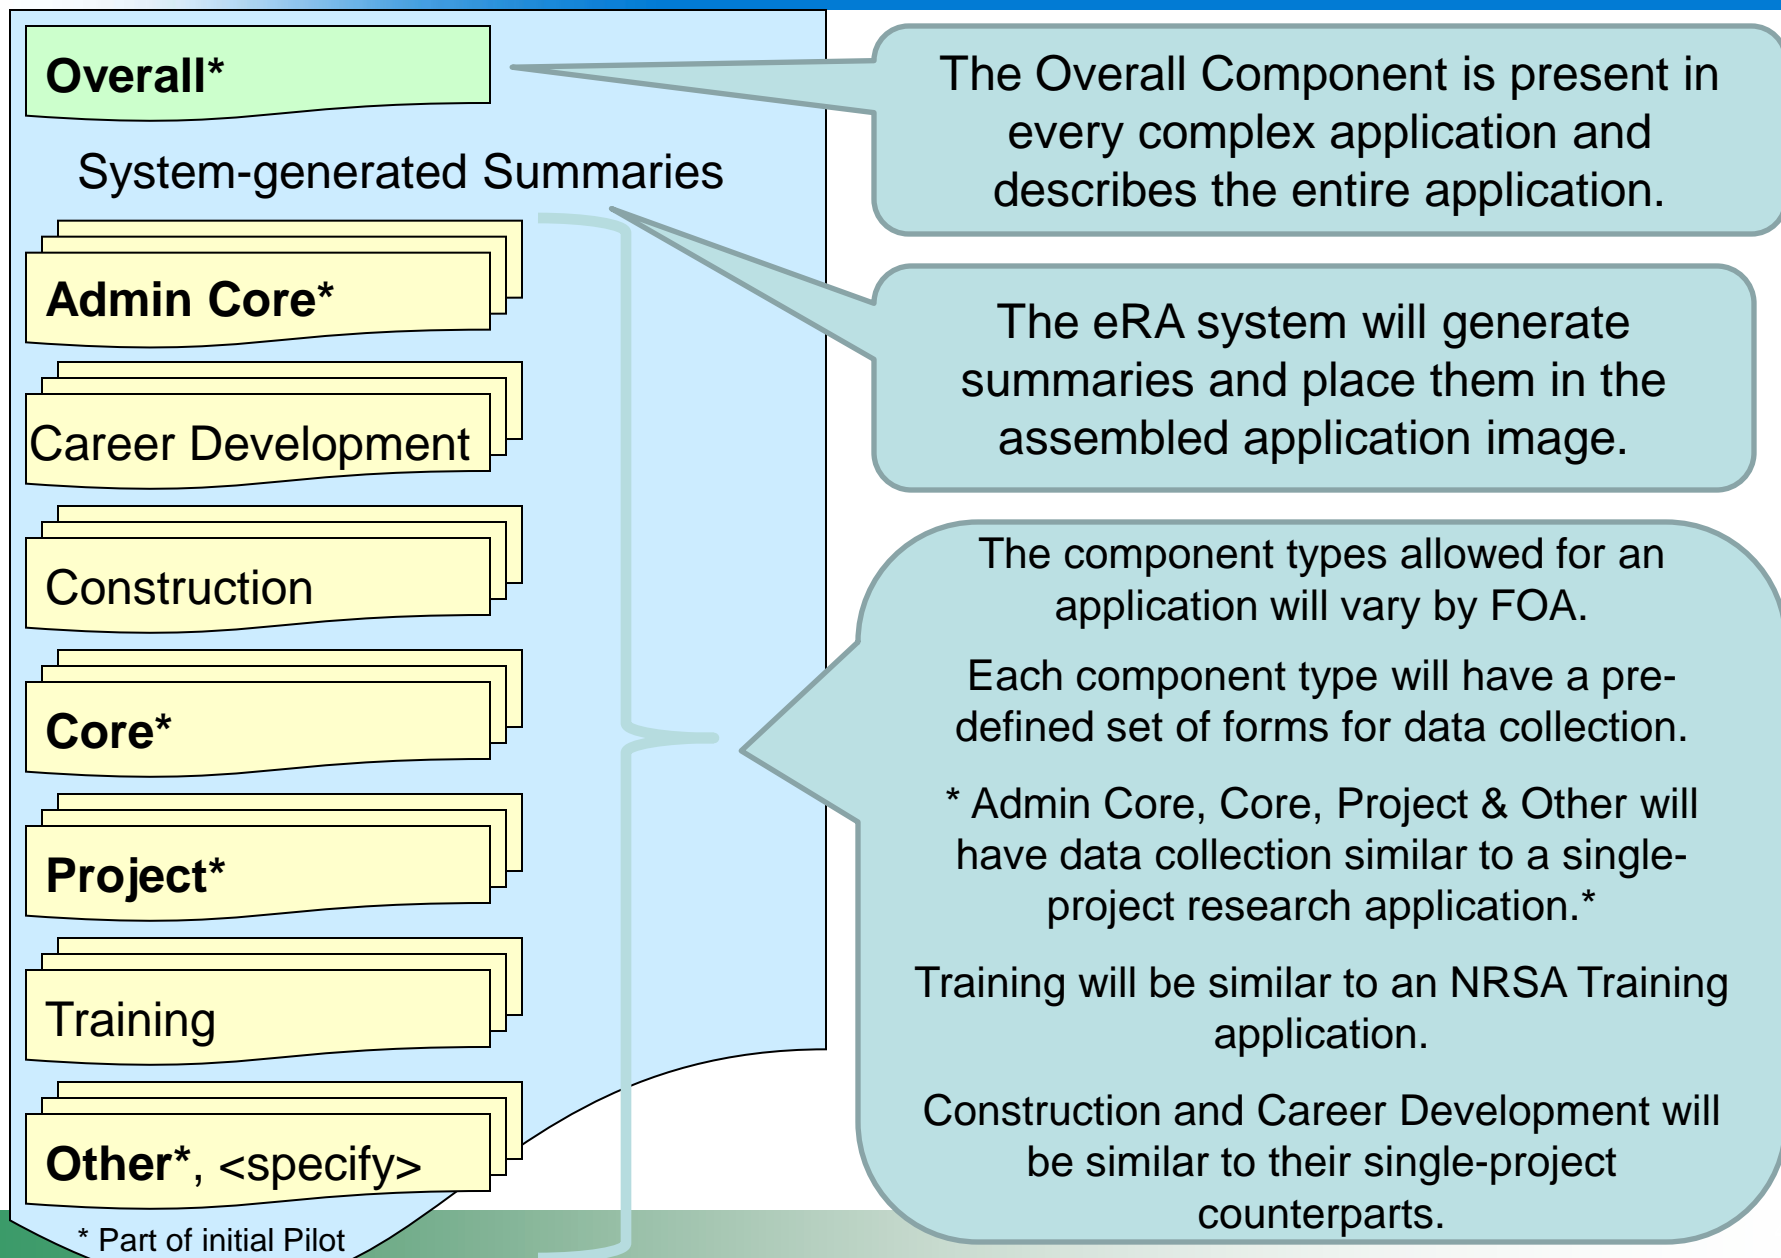 Overall*
System-generated Summaries
Admin Core*
Career Development
Construction
Core*
Project*
Training
Other*, <specify>
* Part of initial Pilot
The Overall Component is present in
every complex application and
describes the entire application.
The eRA system will generate
summaries and place them in the
assembled application image.
The component types allowed for an
application will vary by FOA.
Each component type will have a pre-
defined set of forms for data collection.
* Admin Core, Core, Project & Other will
have data collection similar to a single-
project research application.*
Training will be similar to an NRSA Training
application.
Construction and Career Development will
be similar to their single-project
counterparts.